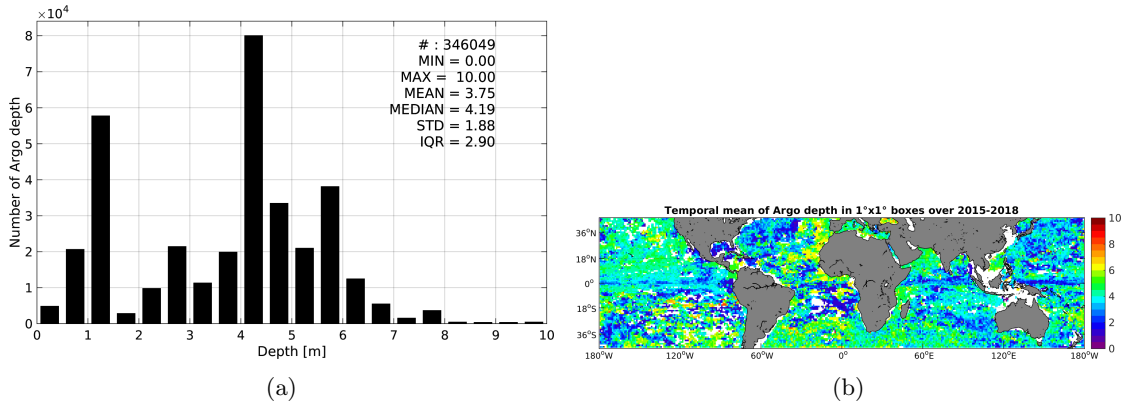 ×10⁴
8
7
6
5
4
3
2
1
0
Number of Argo depth
# : 346049
MIN = 0.00
MAX = 10.00
MEAN = 3.75
MEDIAN = 4.19
STD = 1.88
IQR = 2.90
0 1 2 3 4 5 6 7 8 9 10
Depth [m]
(a)
Temporal mean of Argo depth in 1°x1° boxes over 2015-2018
36°N
18°N
0°
18°S
36°S
180°W 120°W 60°W 0° 60°E 120°E 180°W
10
8
6
4
2
0
(b)